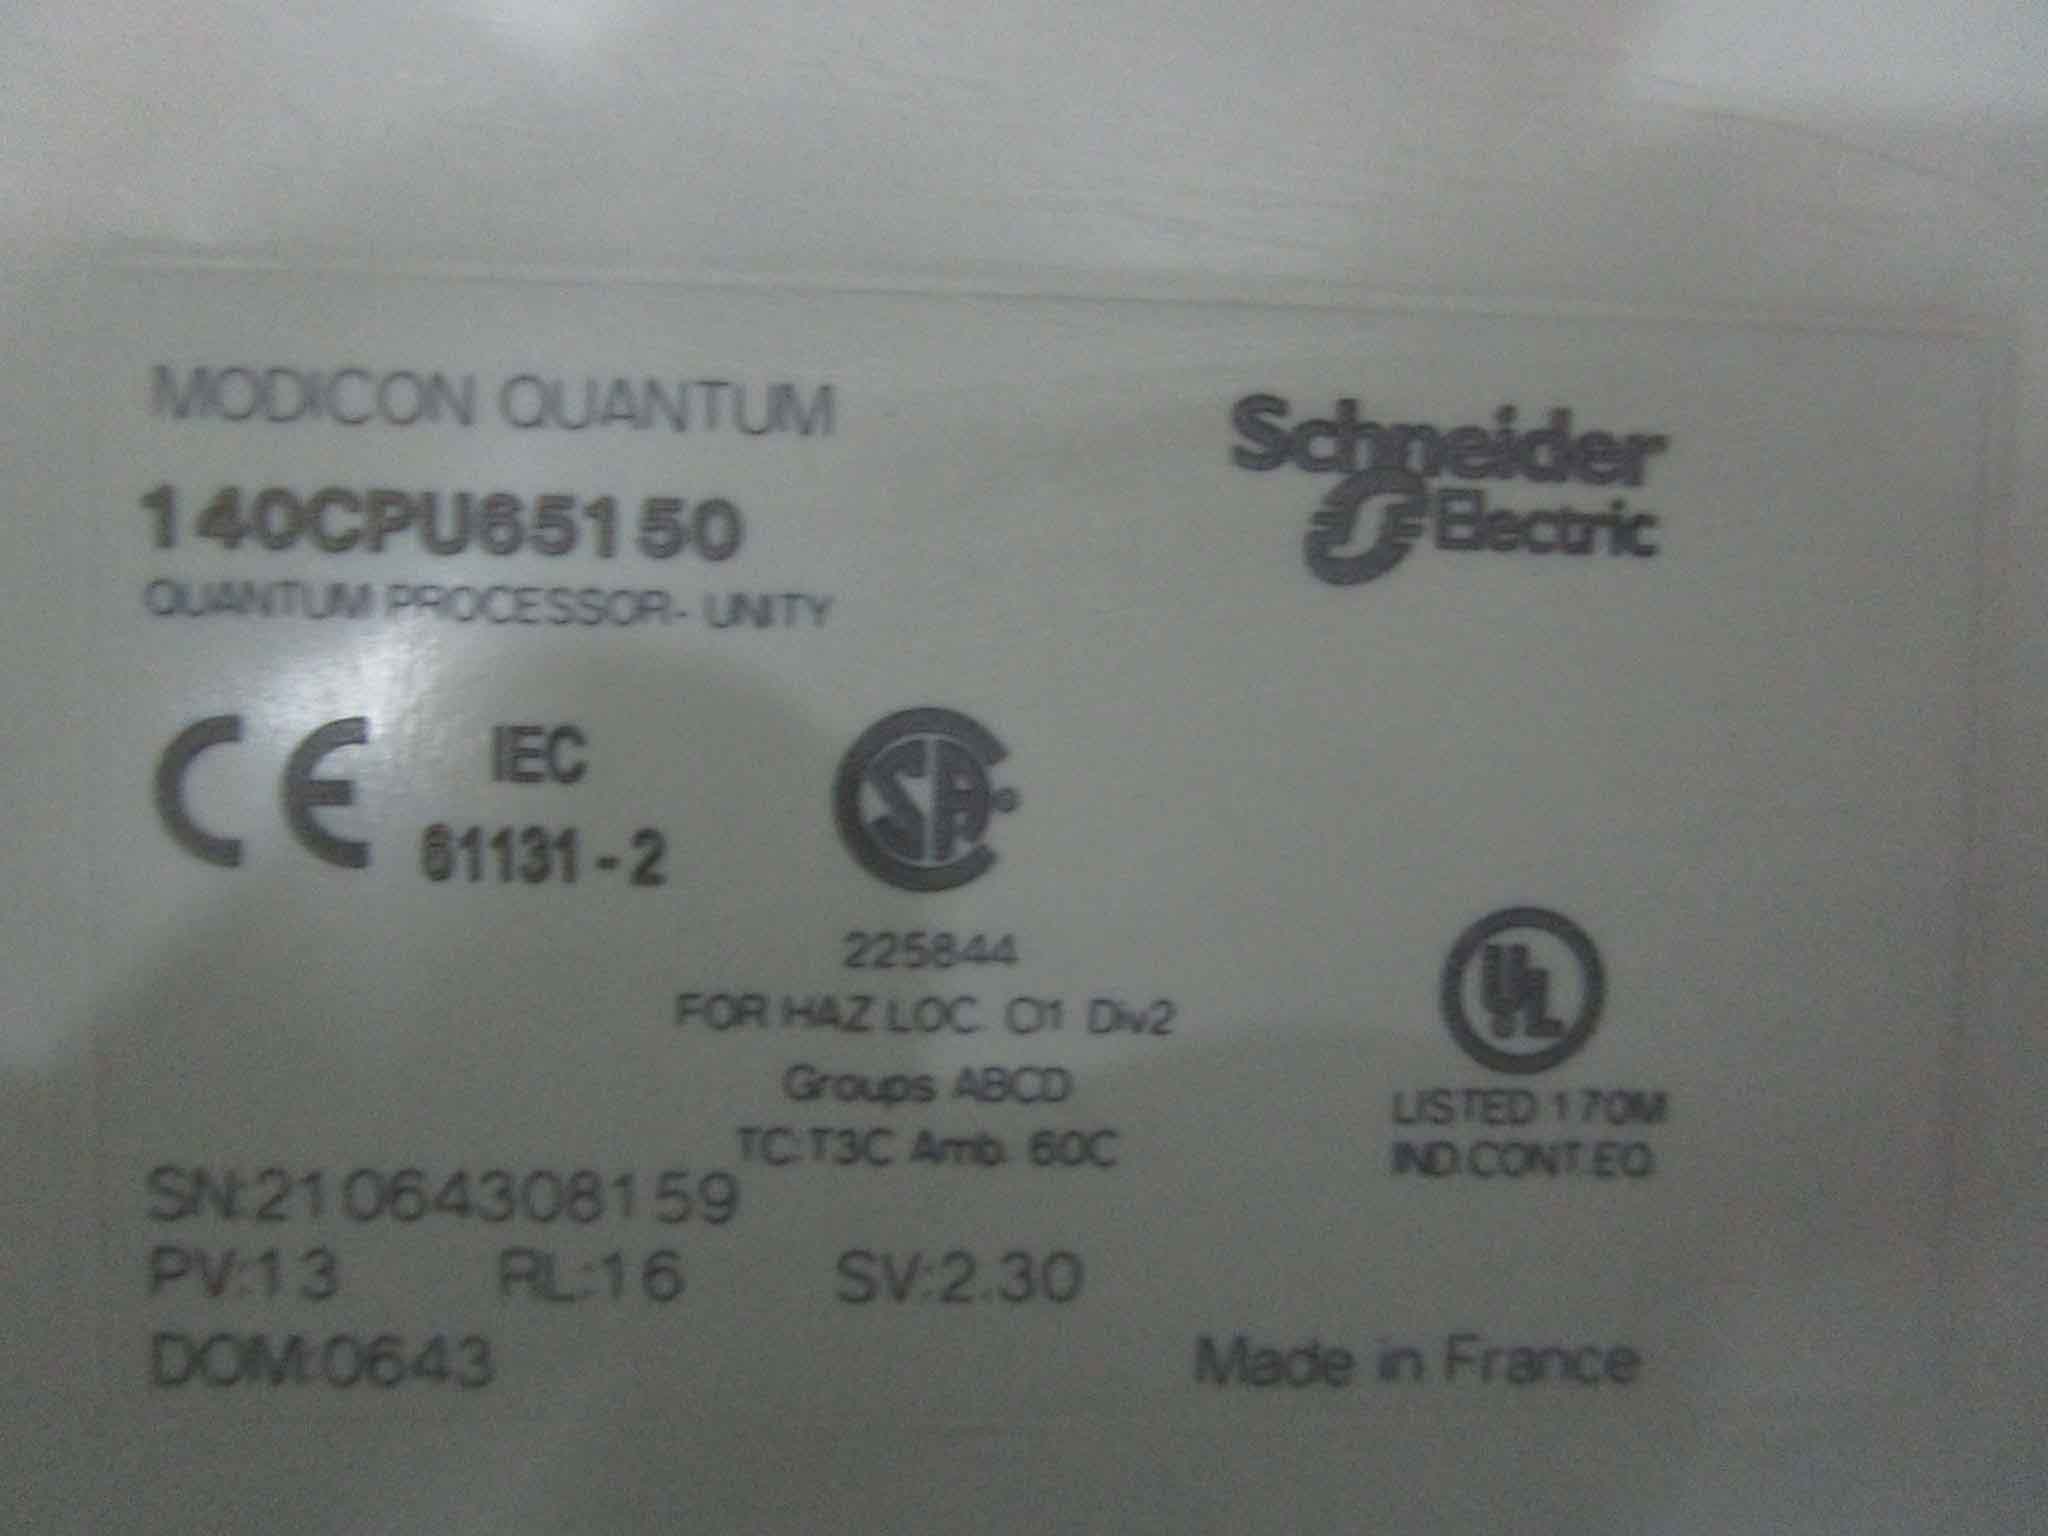 MODICON QUANTUM
Schneider
Electric
140CPU65150
QUANTUM PROCESSOR- UNITY
CE
IEC
61131-2
SA
225844
FOR HAZ.LOC. Cl1 Div2
Groups ABCD
TC:T3C Amb. 60C
UL
LISTED 170M
IND.CONT.EQ.
SN:21064308159
PV:13 RL:16 SV:2.30
DOM:0643
Made in France